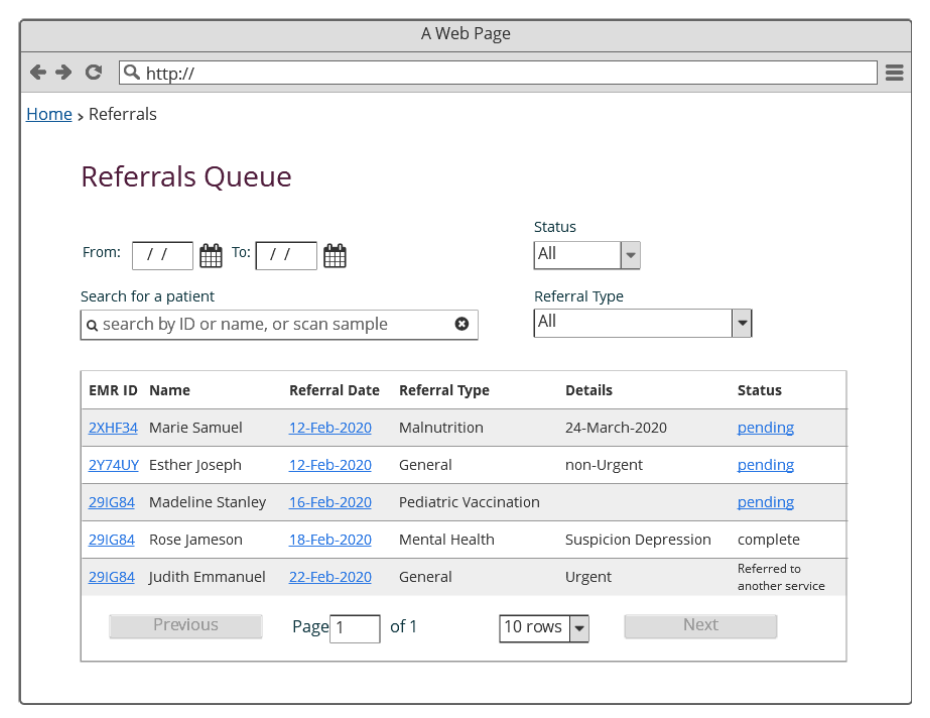 A Web Page
http://
Home > Referrals
Referrals Queue
From: / / To: / /
Status
All
Search for a patient
search by ID or name, or scan sample
Referral Type
All
EMR ID Name Referral Date Referral Type Details Status
2XHF34 Marie Samuel 12-Feb-2020 Malnutrition 24-March-2020 pending
2Y74UY Esther Joseph 12-Feb-2020 General non-Urgent pending
29IG84 Madeline Stanley 16-Feb-2020 Pediatric Vaccination pending
29IG84 Rose Jameson 18-Feb-2020 Mental Health Suspicion Depression complete
29IG84 Judith Emmanuel 22-Feb-2020 General Urgent Referred to
another service
Previous Page 1 of 1 10 rows Next